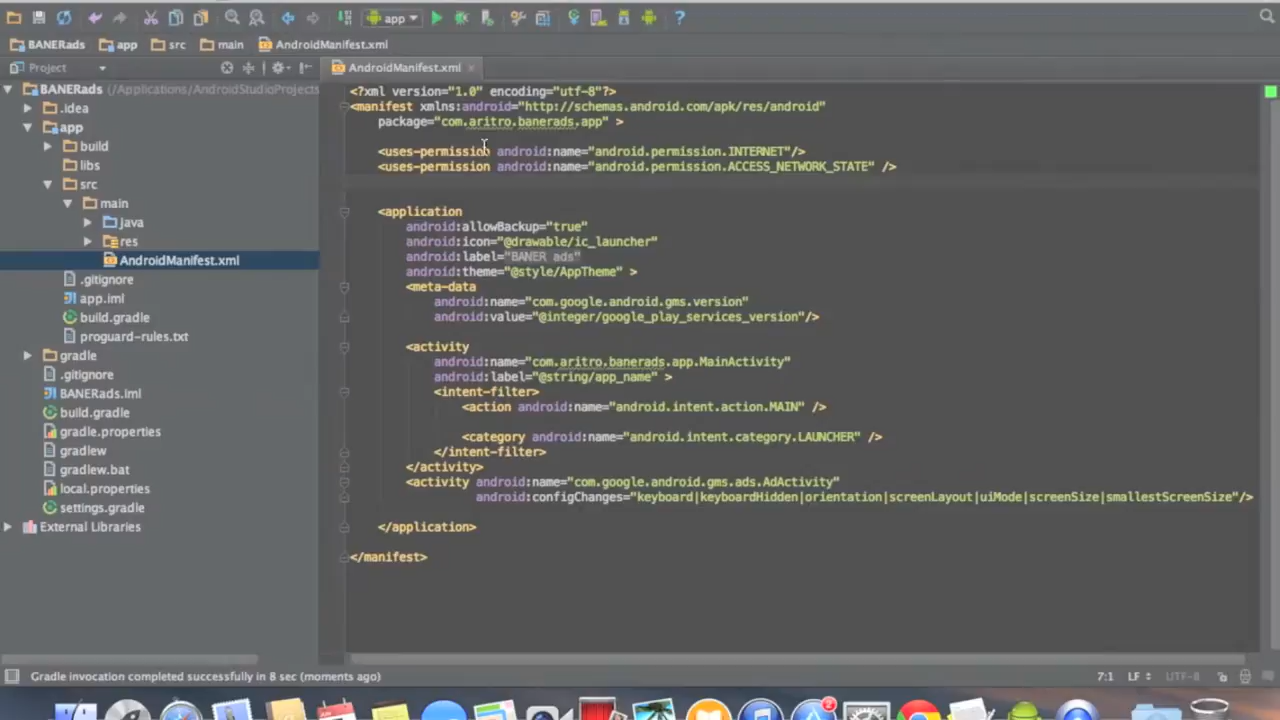 app
BANERads app src main AndroidManifest.xml
Project
AndroidManifest.xml
BANERads (/Applications/AndroidStudioProjects
.idea
app
build
libs
src
main
java
res
AndroidManifest.xml
.gitignore
app.iml
build.gradle
proguard-rules.txt
gradle
.gitignore
BANERads.iml
build.gradle
gradle.properties
gradlew
gradlew.bat
local.properties
settings.gradle
External Libraries
<?xml version="1.0" encoding="utf-8"?>
<manifest xmlns:android="http://schemas.android.com/apk/res/android"
package="com.aritro.banerads.app" >
<uses-permission android:name="android.permission.INTERNET"/>
<uses-permission android:name="android.permission.ACCESS_NETWORK_STATE" />
<application
android:allowBackup="true"
android:icon="@drawable/ic_launcher"
android:label="BANER ads"
android:theme="@style/AppTheme" >
<meta-data
android:name="com.google.android.gms.version"
android:value="@integer/google_play_services_version"/>
<activity
android:name="com.aritro.banerads.app.MainActivity"
android:label="@string/app_name" >
<intent-filter>
<action android:name="android.intent.action.MAIN" />
<category android:name="android.intent.category.LAUNCHER" />
</intent-filter>
</activity>
<activity android:name="com.google.android.gms.ads.AdActivity"
android:configChanges="keyboard|keyboardHidden|orientation|screenLayout|uiMode|screenSize|smallestScreenSize"/>
</application>
</manifest>
Gradle invocation completed successfully in 8 sec (moments ago)
7:1 LF UTF-8
2